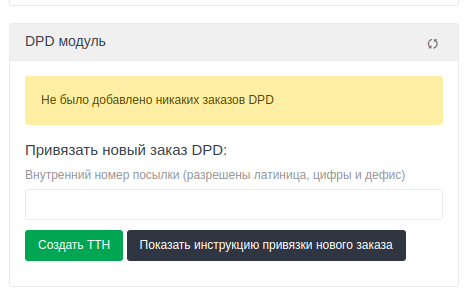 DPD модуль
Не было добавлено никаких заказов DPD
Привязать новый заказ DPD:
Внутренний номер посылки (разрешены латиница, цифры и дефис)
Создать ТТН Показать инструкцию привязки нового заказа